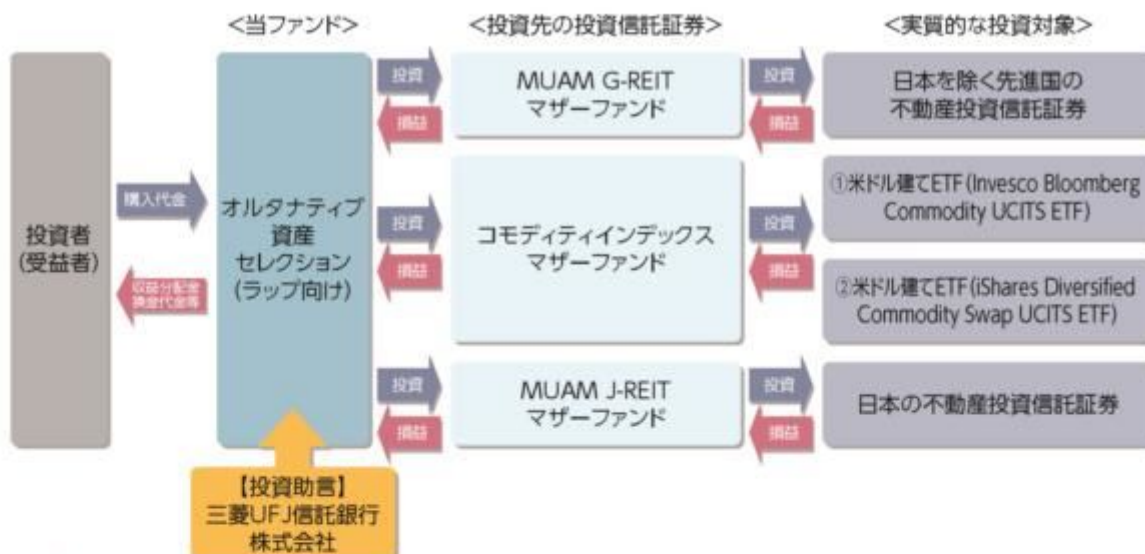 <当ファンド>
<投資先の投資信託証券>
<実質的な投資対象>
投資者
(受益者)
購入代金
収益分配金
換金代金等
オルタナティブ
資産
セレクション
(ラップ向け)
投資
損益
MUAM G-REIT
マザーファンド
投資
損益
日本を除く先進国の
不動産投資信託証券
投資
損益
コモディティインデックス
マザーファンド
投資
損益
①米ドル建てETF(Invesco Bloomberg
Commodity UCITS ETF)
②米ドル建てETF(iShares Diversified
Commodity Swap UCITS ETF)
投資
損益
MUAM J-REIT
マザーファンド
投資
損益
日本の不動産投資信託証券
【投資助言】
三菱UFJ信託銀行
株式会社